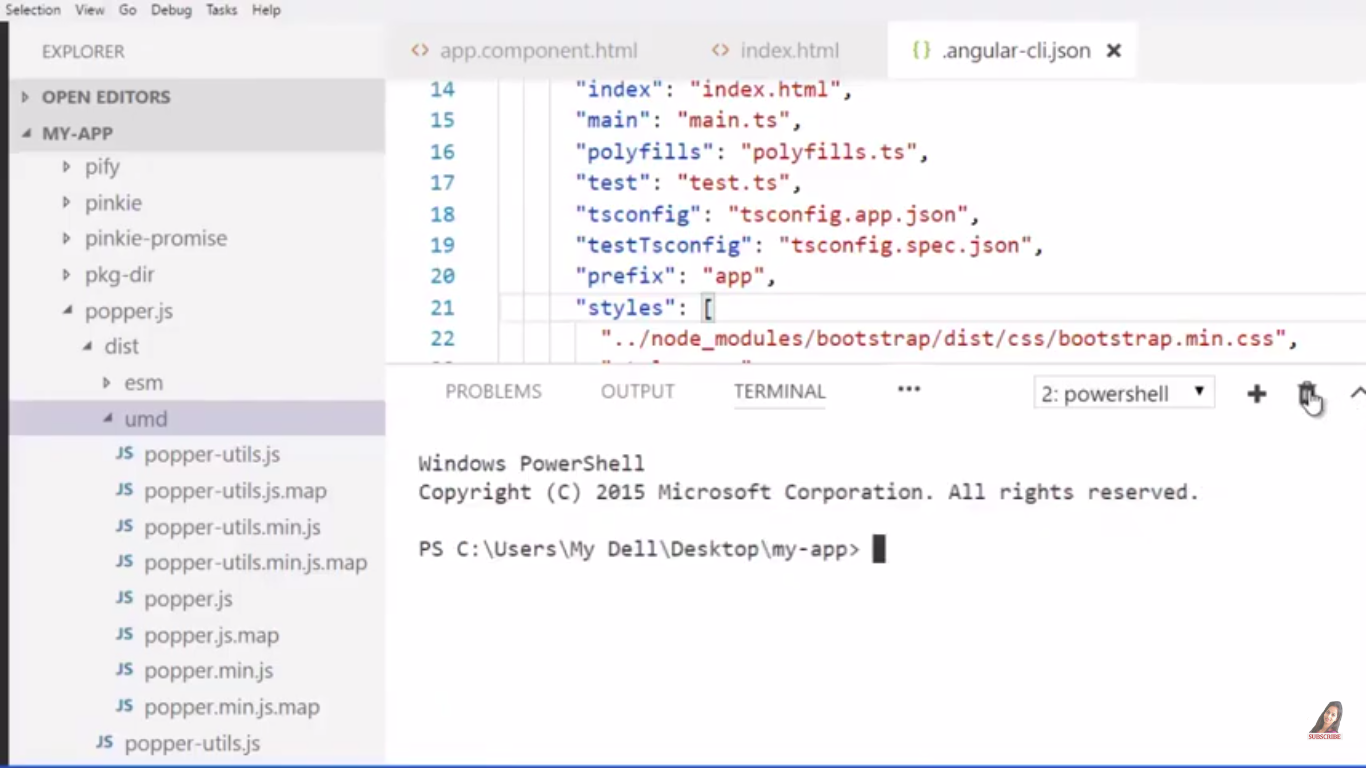 Selection View Go Debug Tasks Help
EXPLORER
OPEN EDITORS
MY-APP
pify
pinkie
pinkie-promise
pkg-dir
popper.js
dist
esm
umd
JS popper-utils.js
JS popper-utils.js.map
JS popper-utils.min.js
JS popper-utils.min.js.map
JS popper.js
JS popper.js.map
JS popper.min.js
JS popper.min.js.map
JS popper-utils.js
<> app.component.html <> index.html {} .angular-cli.json ×
14 "index": "index.html",
15 "main": "main.ts",
16 "polyfills": "polyfills.ts",
17 "test": "test.ts",
18 "tsconfig": "tsconfig.app.json",
19 "testTsconfig": "tsconfig.spec.json",
20 "prefix": "app",
21 "styles": [
22 "../node_modules/bootstrap/dist/css/bootstrap.min.css",
PROBLEMS OUTPUT TERMINAL ... 2: powershell
Windows PowerShell
Copyright (C) 2015 Microsoft Corporation. All rights reserved.
PS C:\Users\My Dell\Desktop\my-app>
SUBSCRIBE